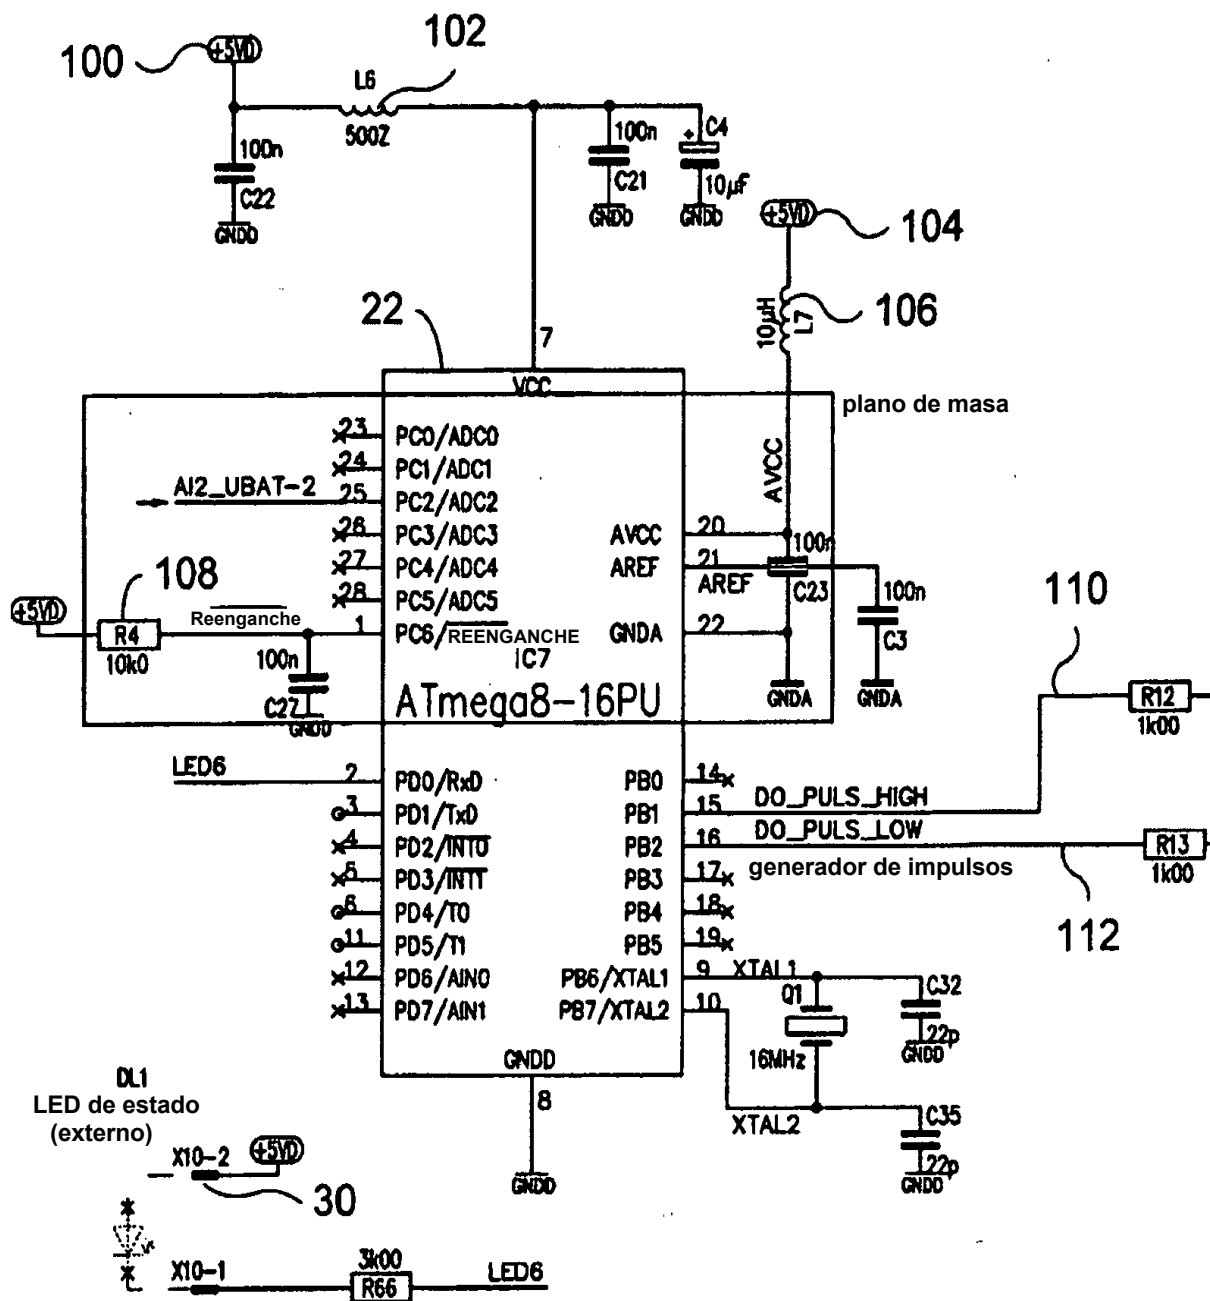 100
+5VD
L6
102
500Z
100n
C22
GNDD
100n
C21
GNDD
+
C4
10µF
GNDD
+5VD
104
10µH
L7
106
22
7
VCC
plano de masa
AVCC
23
PC0/ADC0
24
PC1/ADC1
AI2_UBAT-2
25
PC2/ADC2
26
PC3/ADC3
27
PC4/ADC4
28
PC5/ADC5
1
PC6/REENGANCHE
IC7
ATmega8-16PU
AVCC
20
AREF
21
AREF
GNDA
22
100n
C23
100n
C3
GNDA
GNDA
+5VD
108
R4
10k0
Reenganche
100n
C27
GNDD
110
R12
1k00
LED6
2
PD0/RxD
3
PD1/TxD
4
PD2/INT0
5
PD3/INT1
6
PD4/T0
11
PD5/T1
12
PD6/AIN0
13
PD7/AIN1
PB0
14
PB1
15
DO_PULS_HIGH
PB2
16
DO_PULS_LOW
generador de impulsos
R13
1k00
112
PB3
17
PB4
18
PB5
19
PB6/XTAL1
9
XTAL1
PB7/XTAL2
10
Q1
16MHz
XTAL2
C32
22p
GNDD
C35
22p
GNDD
GNDD
8
GNDD
DL1
LED de estado
(externo)
X10-2
+5VD
30
X10-1
3k00
R66
LED6